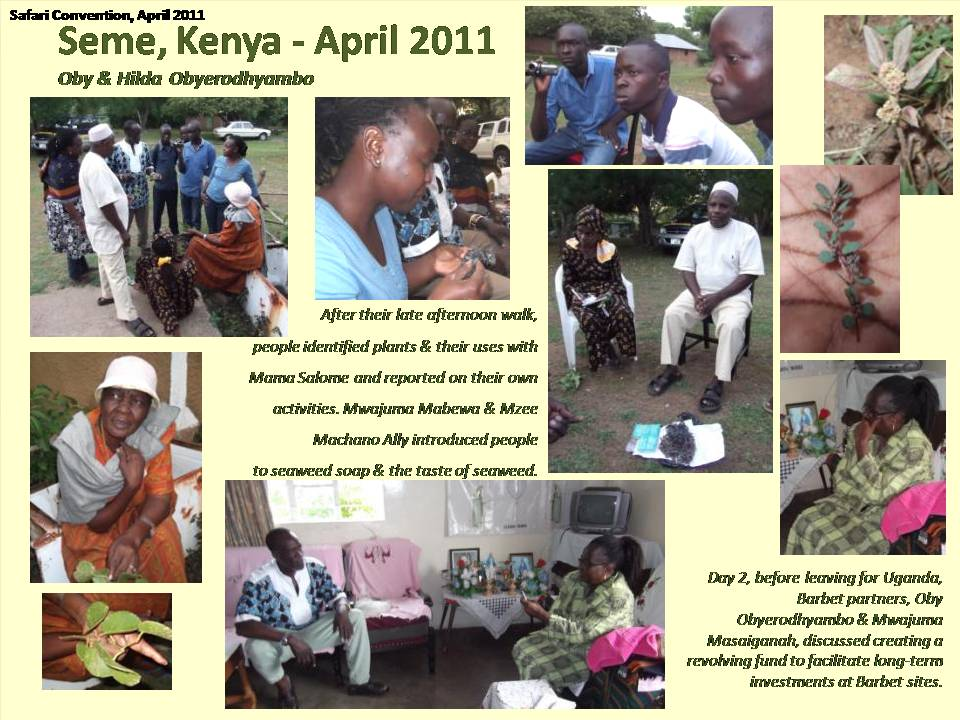 Safari Convention, April 2011
Seme, Kenya - April 2011
Oby & Hilda Obyerodhyambo
After their late afternoon walk,
people identified plants & their uses with
Mama Salome and reported on their own
activities. Mwajuma Mabewa & Mzee
Machano Ally introduced people
to seaweed soap & the taste of seaweed.
Day 2, before leaving for Uganda,
Barbet partners, Oby
Obyerodhyambo & Mwajuma
Masaiganah, discussed creating a
revolving fund to facilitate long-term
investments at Barbet sites.